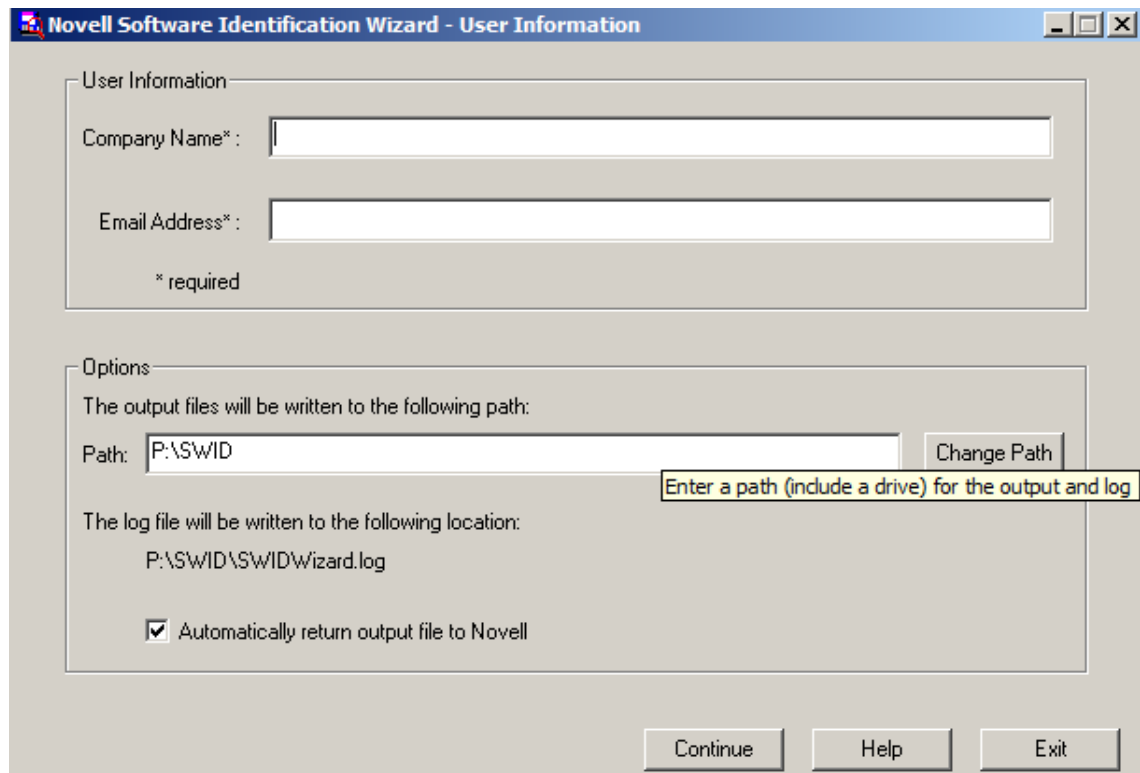 Novell Software Identification Wizard - User Information
User Information
Company Name* :
Email Address* :
* required
Options
The output files will be written to the following path:
Path: P:\SWID Change Path
Enter a path (include a drive) for the output and log
The log file will be written to the following location:
P:\SWID\SWIDWizard.log
Automatically return output file to Novell
Continue Help Exit